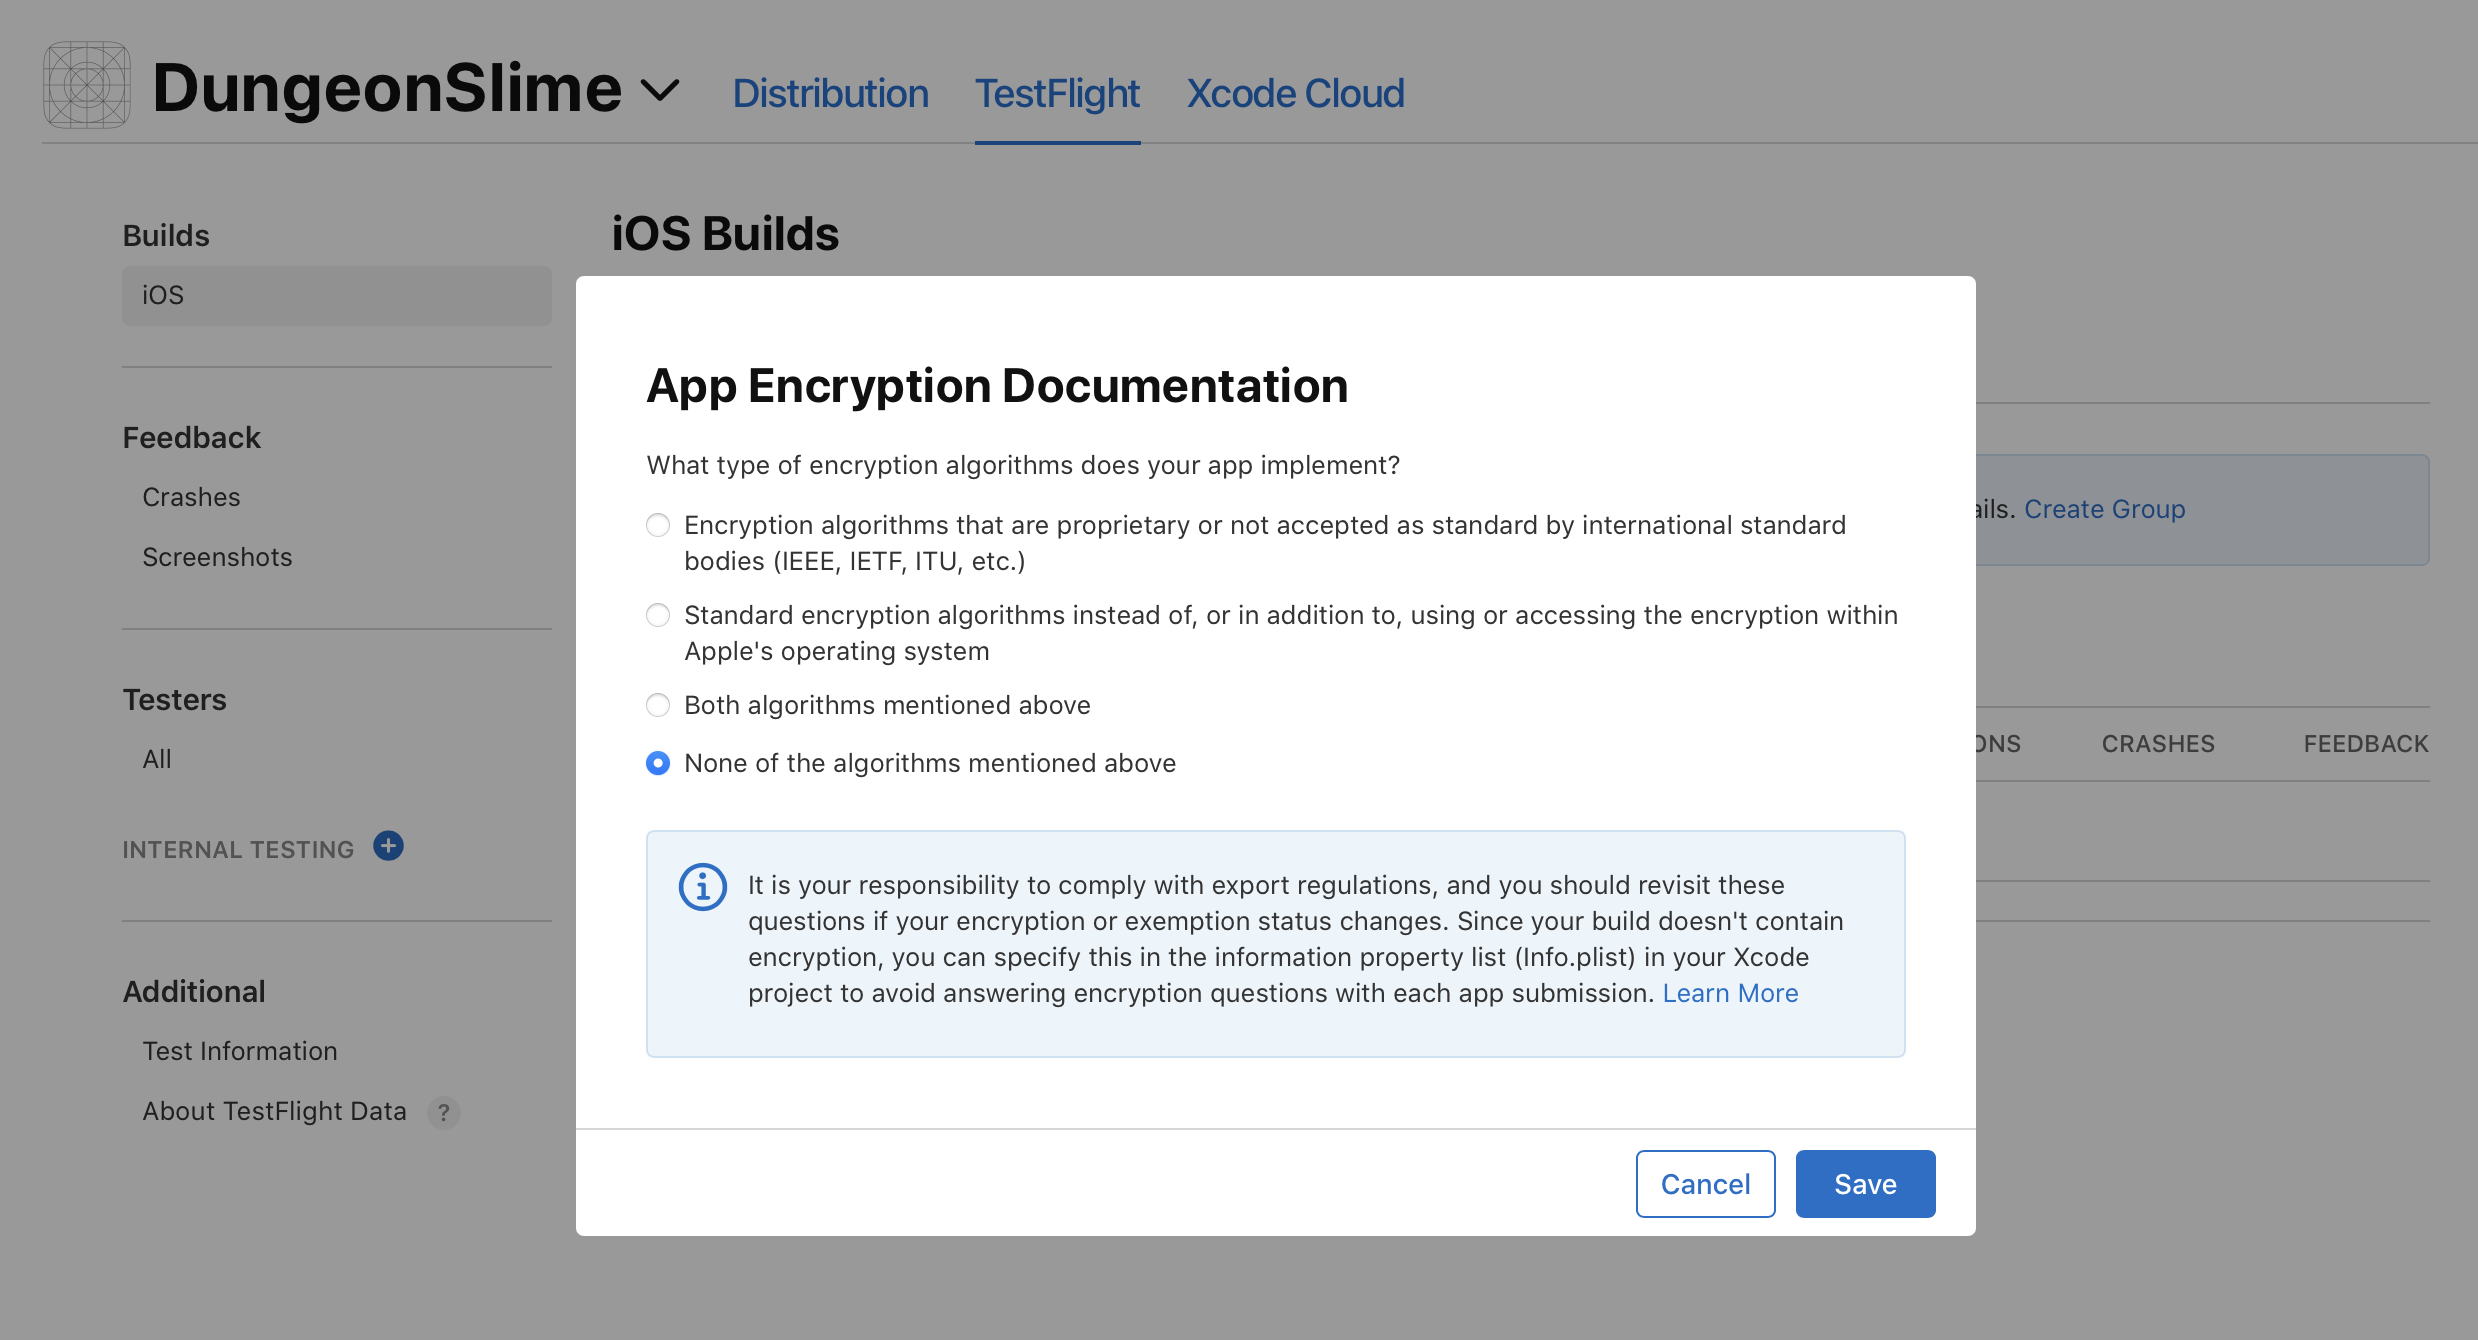 DungeonSlime
Distribution
TestFlight
Xcode Cloud
Builds
iOS
Feedback
Crashes
Screenshots
Testers
All
INTERNAL TESTING
Additional
Test Information
About TestFlight Data ?
iOS Builds
Create Group
CRASHES
FEEDBACK
App Encryption Documentation
What type of encryption algorithms does your app implement?
Encryption algorithms that are proprietary or not accepted as standard by international standard
bodies (IEEE, IETF, ITU, etc.)
Standard encryption algorithms instead of, or in addition to, using or accessing the encryption within
Apple's operating system
Both algorithms mentioned above
None of the algorithms mentioned above
It is your responsibility to comply with export regulations, and you should revisit these
questions if your encryption or exemption status changes. Since your build doesn't contain
encryption, you can specify this in the information property list (Info.plist) in your Xcode
project to avoid answering encryption questions with each app submission. Learn More
Cancel
Save